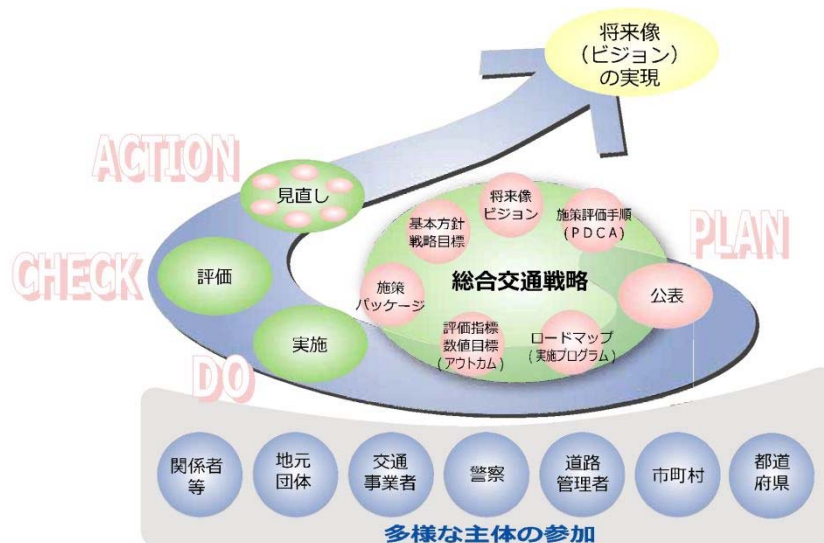 将来像
(ビジョン)
の実現
ACTION
見直し
将来像
ビジョン
基本方針
戦略目標
施策評価手順
(PDCA)
PLAN
CHECK
評価
施策
パッケージ
総合交通戦略
公表
実施
評価指標
数値目標
(アウトカム)
ロードマップ
(実施プログラム)
DO
関係者
等
地元
団体
交通
事業者
警察
道路
管理者
市町村
都道
府県
多様な主体の参加